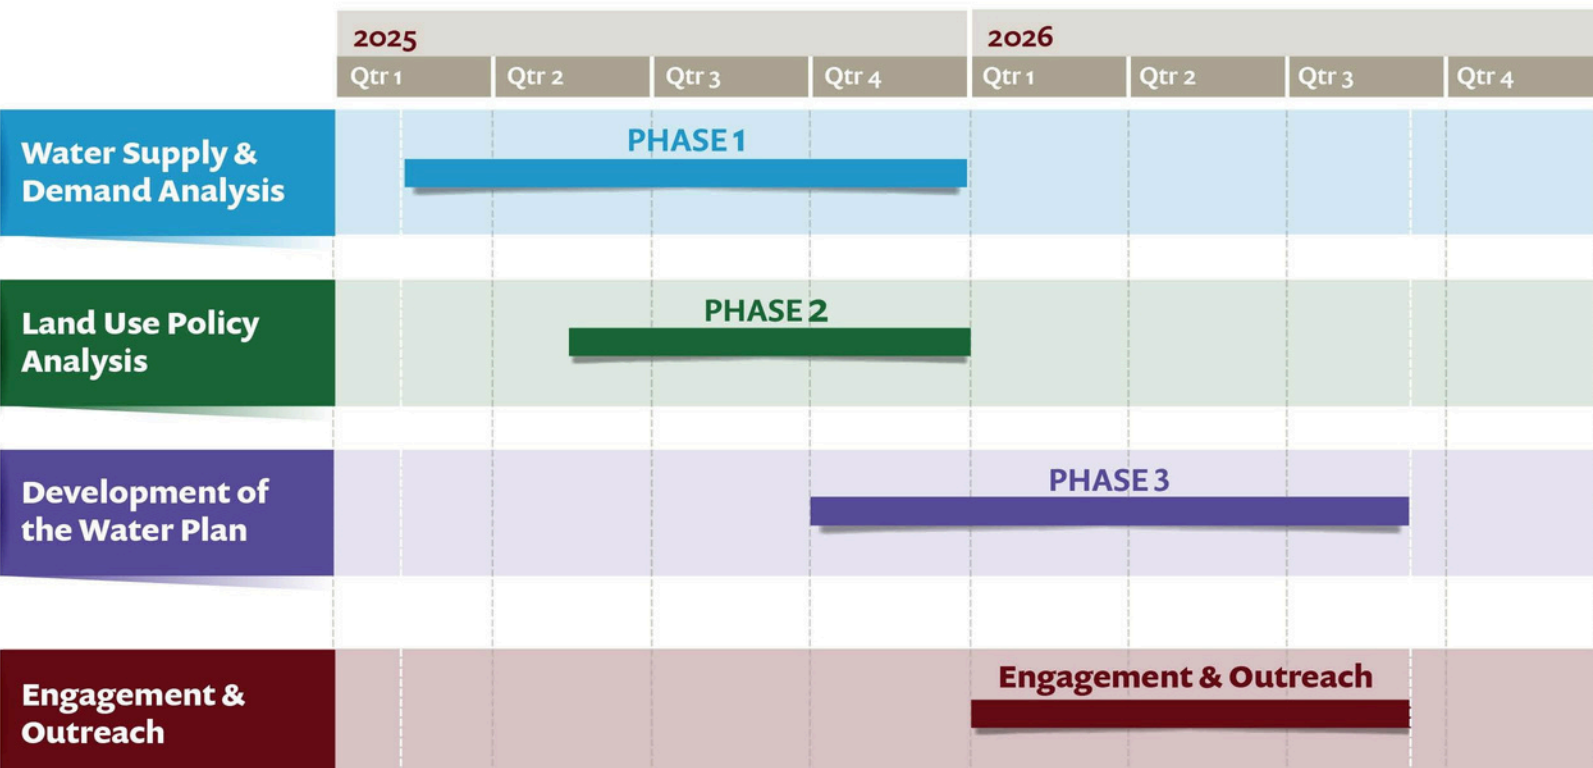 2025
2026
Qtr 1
Qtr 2
Qtr 3
Qtr 4
Qtr 1
Qtr 2
Qtr 3
Qtr 4
Water Supply &
Demand Analysis
PHASE 1
Land Use Policy
Analysis
PHASE 2
Development of
the Water Plan
PHASE 3
Engagement &
Outreach
Engagement & Outreach